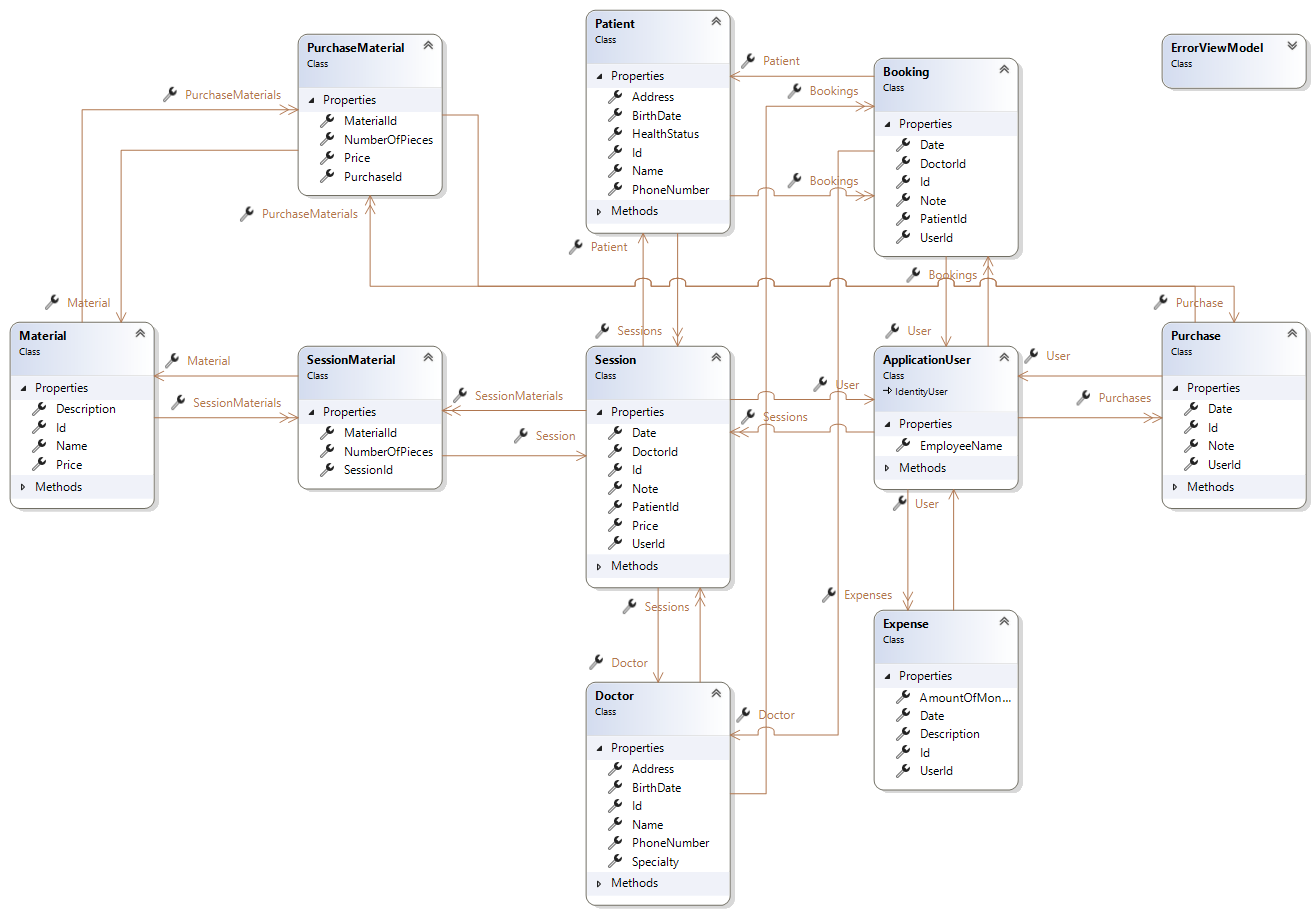 PurchaseMaterial
Class
Properties
MaterialId
NumberOfPieces
Price
PurchaseId
Patient
Class
Properties
Address
BirthDate
HealthStatus
Id
Name
PhoneNumber
Methods
Booking
Class
Properties
Date
DoctorId
Id
Note
PatientId
UserId
ErrorViewModel
Class
PurchaseMaterials
PurchaseMaterials
Patient
Bookings
Bookings
Patient
Bookings
Material
Sessions
User
Purchase
Material
Class
Properties
Description
Id
Name
Price
Methods
Material
SessionMaterials
SessionMaterial
Class
Properties
MaterialId
NumberOfPieces
SessionId
SessionMaterials
Session
Session
Class
Properties
Date
DoctorId
Id
Note
PatientId
Price
UserId
Methods
User
Sessions
ApplicationUser
Class
IdentityUser
Properties
EmployeeName
Methods
User
Purchases
Purchase
Class
Properties
Date
Id
Note
UserId
Methods
User
Expenses
Sessions
Doctor
Doctor
Doctor
Class
Properties
Address
BirthDate
Id
Name
PhoneNumber
Specialty
Methods
Expense
Class
Properties
AmountOfMon...
Date
Description
Id
UserId